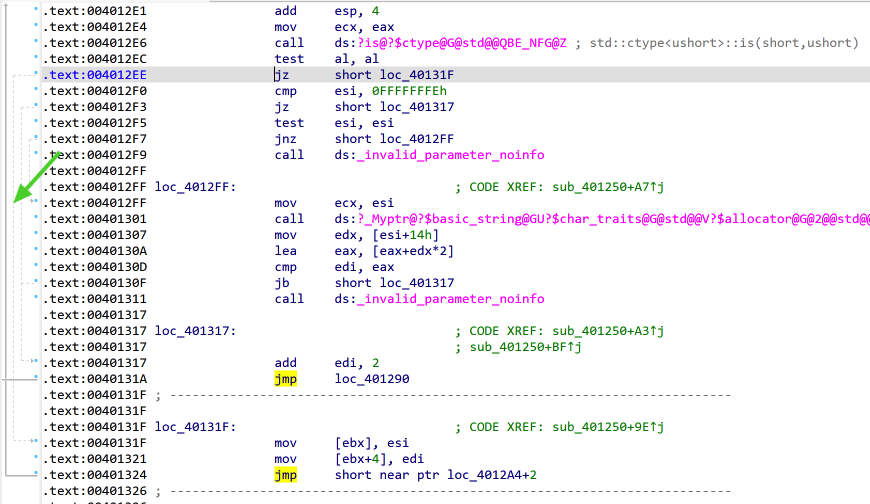 .text:004012E1 add esp, 4
.text:004012E4 mov ecx, eax
.text:004012E6 call ds:?is@?$ctype@G@std@@QBE_NFG@Z ; std::ctype<ushort>::is(short,ushort)
.text:004012EC test al, al
.text:004012EE jz short loc_40131F
.text:004012F0 cmp esi, 0FFFFFFFEh
.text:004012F3 jz short loc_401317
.text:004012F5 test esi, esi
.text:004012F7 jnz short loc_4012FF
.text:004012F9 call ds:_invalid_parameter_noinfo
.text:004012FF
.text:004012FF loc_4012FF: ; CODE XREF: sub_401250+A7↑j
.text:004012FF mov ecx, esi
.text:00401301 call ds:?_Myptr@?$basic_string@GU?$char_traits@G@std@@V?$allocator@G@2@@std@@
.text:00401307 mov edx, [esi+14h]
.text:0040130A lea eax, [eax+edx*2]
.text:0040130D cmp edi, eax
.text:0040130F jb short loc_401317
.text:00401311 call ds:_invalid_parameter_noinfo
.text:00401317
.text:00401317 loc_401317: ; CODE XREF: sub_401250+A3↑j
.text:00401317 ; sub_401250+BF↑j
.text:00401317 add edi, 2
.text:0040131A jmp loc_401290
.text:0040131F ; ---------------------------------------------------------------------------
.text:0040131F
.text:0040131F loc_40131F: ; CODE XREF: sub_401250+9E↑j
.text:0040131F mov [ebx], esi
.text:00401321 mov [ebx+4], edi
.text:00401324 jmp short near ptr loc_4012A4+2
.text:00401326 ; ---------------------------------------------------------------------------